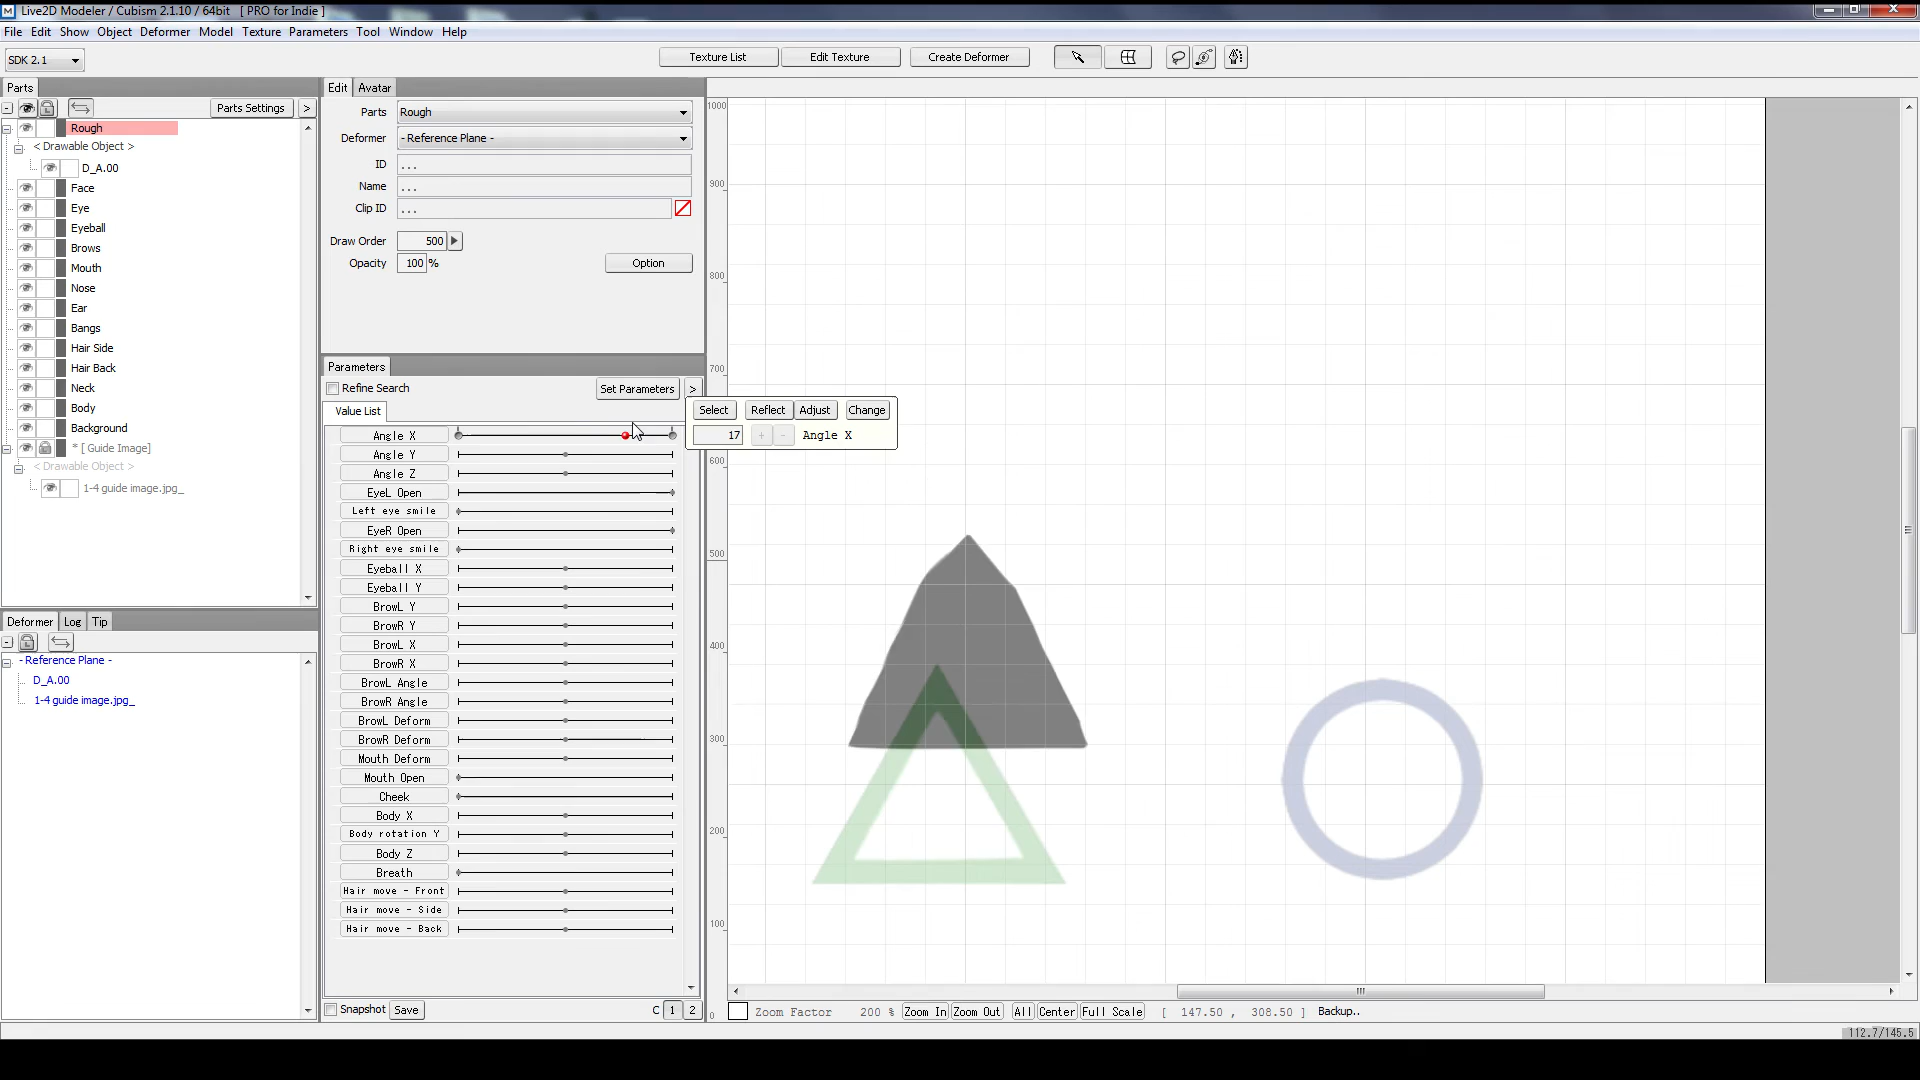 Live2D Modeler / Cubism 2.1.10 / 64bit   [ PRO for Indie ]
File Edit Show Object Deformer Model Texture Parameters Tool Window Help
SDK 2.1 Texture List Edit Texture Create Deformer
Parts
Parts Settings >
Rough
< Drawable Object >
D_A.00
Face
Eye
Eyeball
Brows
Mouth
Nose
Ear
Bangs
Hair Side
Hair Back
Neck
Body
Background
* [ Guide Image]
< Drawable Object >
1-4 guide image.jpg_
Deformer Log Tip
- Reference Plane -
D_A.00
1-4 guide image.jpg_
Edit Avatar
Parts Rough
Deformer - Reference Plane -
ID . . .
Name . . .
Clip ID . . .
Draw Order 500
Opacity 100 % Option
Parameters
Refine Search Set Parameters >
Value List
Angle X
Angle Y
Angle Z
EyeL Open
Left eye smile
EyeR Open
Right eye smile
Eyeball X
Eyeball Y
BrowL Y
BrowR Y
BrowL X
BrowR X
BrowL Angle
BrowR Angle
BrowL Deform
BrowR Deform
Mouth Deform
Mouth Open
Cheek
Body X
Body rotation Y
Body Z
Breath
Hair move - Front
Hair move - Side
Hair move - Back
Snapshot Save C 1 2
Select Reflect Adjust Change
17 + - Angle X
1000
900
800
700
600
500
400
300
200
100
0
Zoom Factor 200 % Zoom In Zoom Out All Center Full Scale [ 147.50 , 308.50 ] Backup..
112.7/145.5